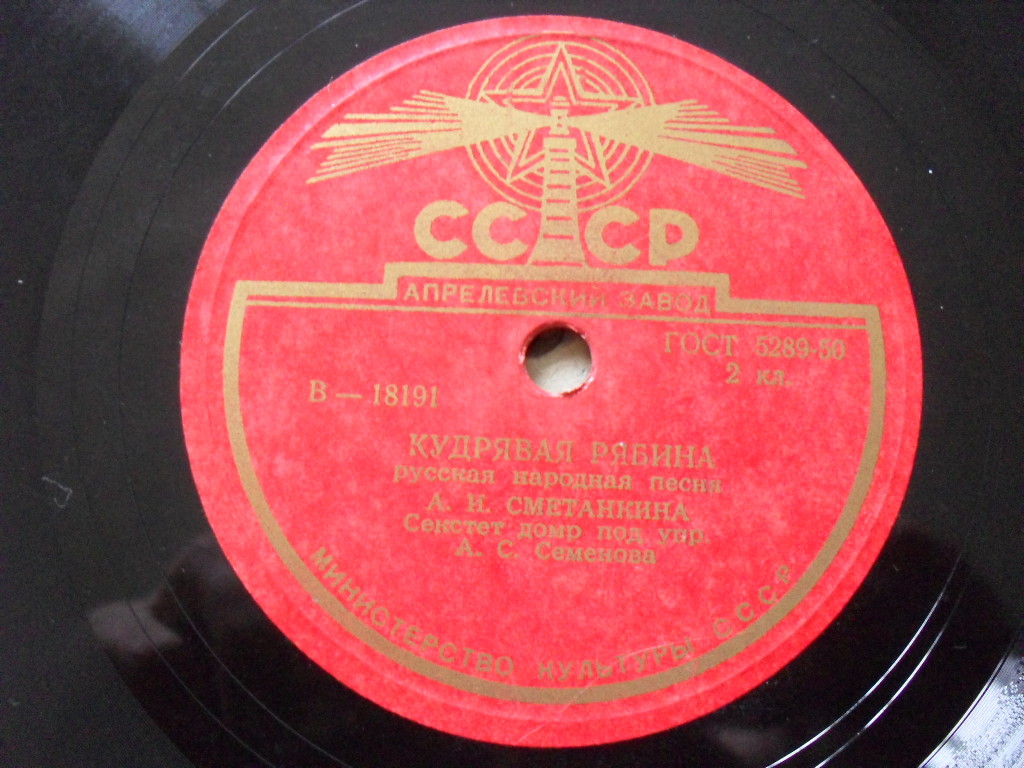 СССР
АПРЕЛЕВСКИЙ ЗАВОД
ГОСТ 5289-50
2 кл.
В — 18191
КУДРЯВАЯ РЯБИНА
русская народная песня
А. И. СМЕТАНКИНА
Секстет домр под упр.
А. С. Семенова
МИНИСТЕРСТВО КУЛЬТУРЫ СССР